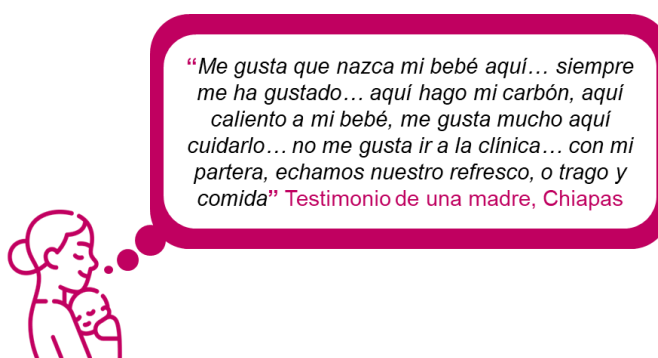 “Me gusta que nazca mi bebé aquí… siempre
me ha gustado… aquí hago mi carbón, aquí
caliento a mi bebé, me gusta mucho aquí
cuidarlo… no me gusta ir a la clínica… con mi
partera, echamos nuestro refresco, o trago y
comida” Testimonio de una madre, Chiapas